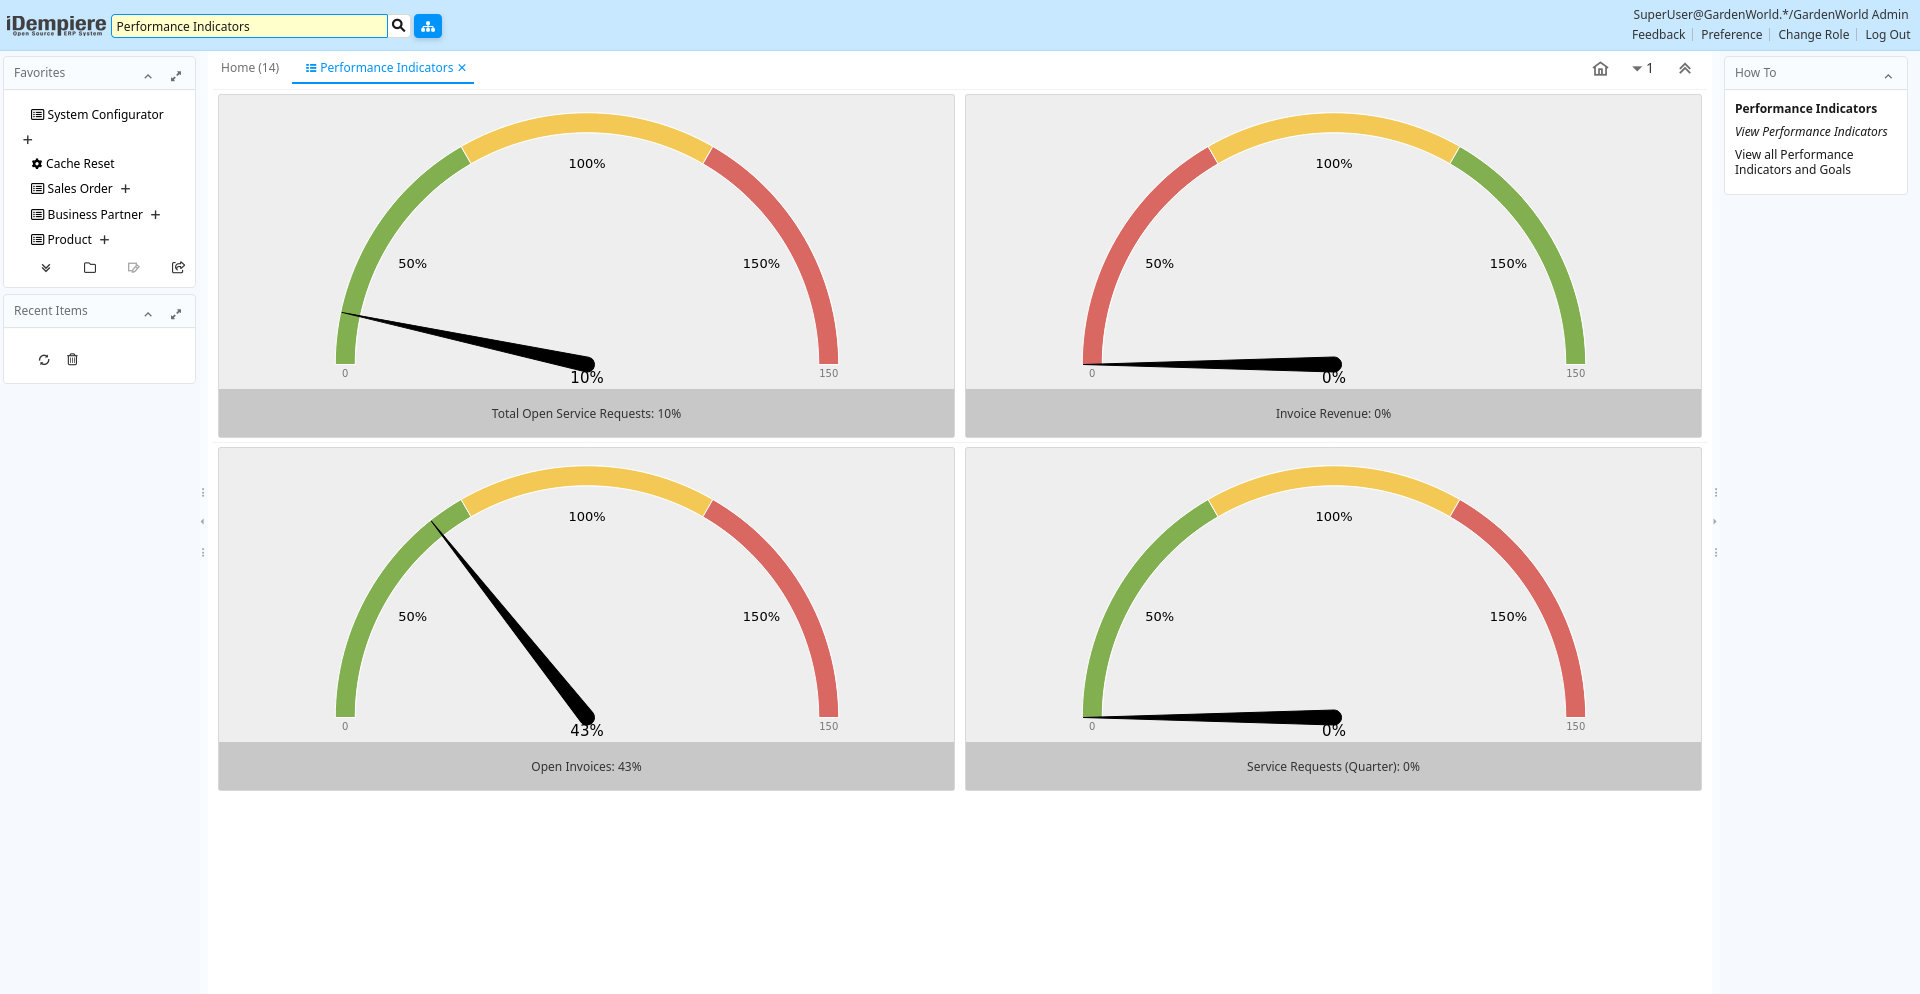 iDempiere
Open Source ERP System
Performance Indicators
SuperUser@GardenWorld.*/GardenWorld Admin
Feedback
Preference
Change Role
Log Out
Favorites
System Configurator
Cache Reset
Sales Order
Business Partner
Product
Recent Items
Home (14)
Performance Indicators
1
100%
50%
150%
0
150
10%
Total Open Service Requests: 10%
100%
50%
150%
0
150
0%
Invoice Revenue: 0%
100%
50%
150%
0
150
43%
Open Invoices: 43%
100%
50%
150%
0
150
0%
Service Requests (Quarter): 0%
How To
Performance Indicators
View Performance Indicators
View all Performance
Indicators and Goals